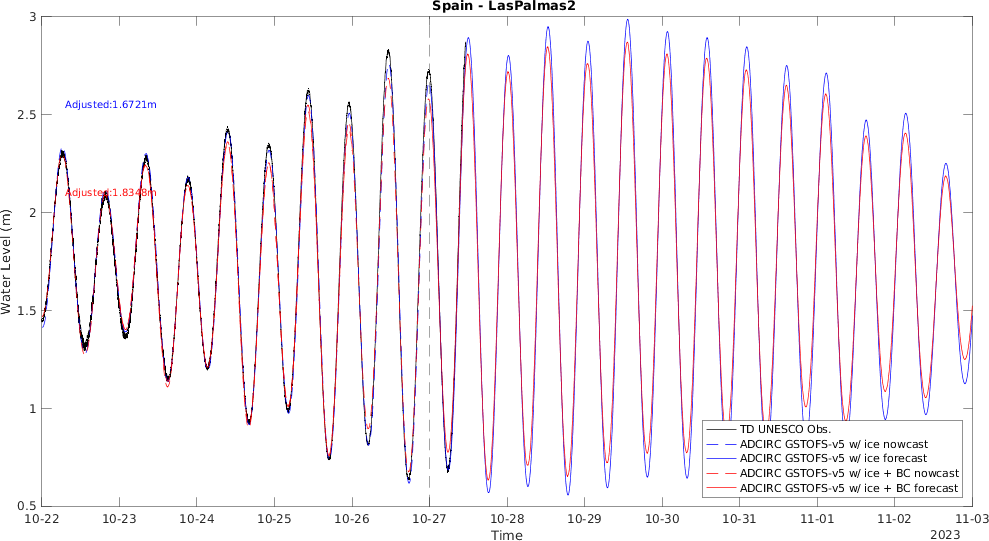 Spain - LasPalmas2
3
2.5
2
1.5
1
0.5
Water Level (m)
Adjusted:1.6721m
Adjusted:1.8348m
TD UNESCO Obs.
ADCIRC GSTOFS-v5 w/ ice nowcast
ADCIRC GSTOFS-v5 w/ ice forecast
ADCIRC GSTOFS-v5 w/ ice + BC nowcast
ADCIRC GSTOFS-v5 w/ ice + BC forecast
10-22 10-23 10-24 10-25 10-26 10-27 10-28 10-29 10-30 10-31 11-01 11-02 11-03
Time
2023